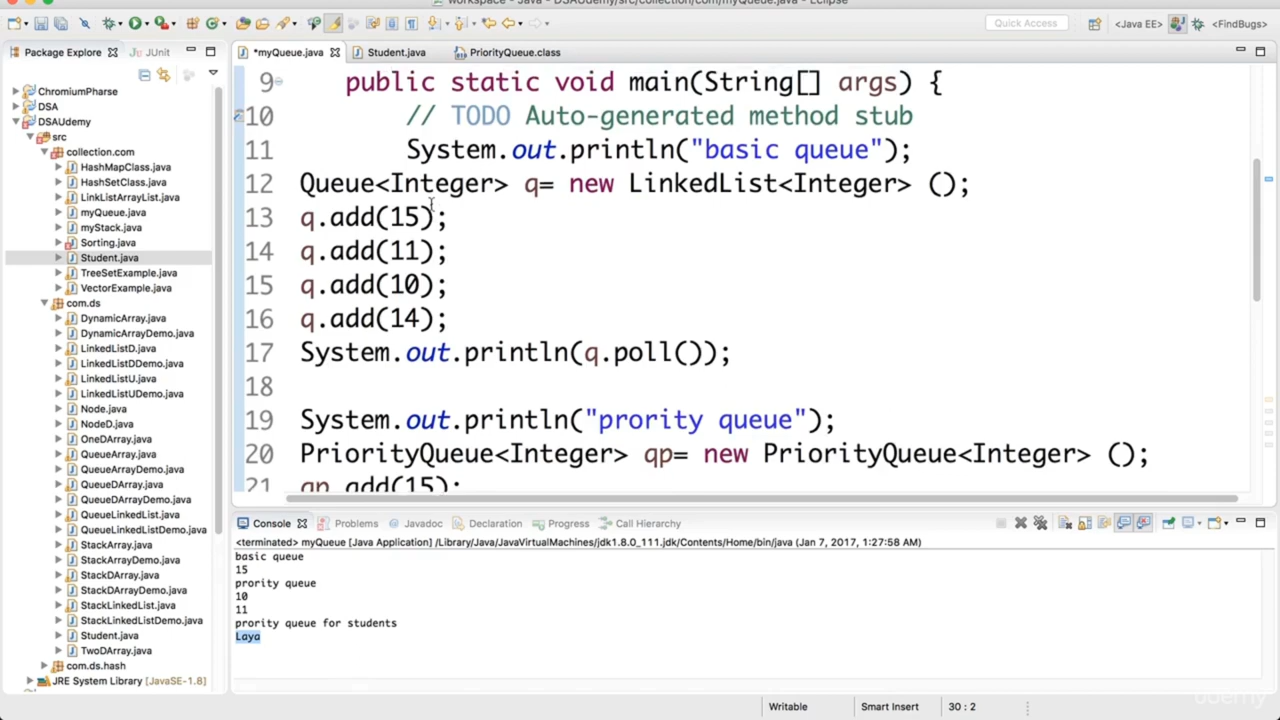 workspace - Java - DSAUdemy/src/collection/com/myQueue.java - Eclipse
Quick Access
<Java EE>
<FindBugs>
Package Explorer
JUnit
*myQueue.java
Student.java
PriorityQueue.class
ChromiumPharse
DSA
DSAUdemy
src
collection.com
HashMapClass.java
HashSetClass.java
LinkListArrayList.java
myQueue.java
myStack.java
Sorting.java
Student.java
TreeSetExample.java
VectorExample.java
com.ds
DynamicArray.java
DynamicArrayDemo.java
LinkedListD.java
LinkedListDDemo.java
LinkedListU.java
LinkedListUDemo.java
Node.java
NodeD.java
OneDArray.java
QueueArray.java
QueueArrayDemo.java
QueueDArray.java
QueueDArrayDemo.java
QueueLinkedList.java
QueueLinkedListDemo.java
StackArray.java
StackArrayDemo.java
StackDArray.java
StackDArrayDemo.java
StackLinkedList.java
StackLinkedListDemo.java
Student.java
TwoDArray.java
com.ds.hash
JRE System Library [JavaSE-1.8]
9 public static void main(String[] args) {
10 // TODO Auto-generated method stub
11 System.out.println("basic queue");
12 Queue<Integer> q= new LinkedList<Integer> ();
13 q.add(15);
14 q.add(11);
15 q.add(10);
16 q.add(14);
17 System.out.println(q.poll());
18
19 System.out.println("prority queue");
20 PriorityQueue<Integer> qp= new PriorityQueue<Integer> ();
21 qp.add(15);
Console
Problems
Javadoc
Declaration
Progress
Call Hierarchy
<terminated> myQueue [Java Application] /Library/Java/JavaVirtualMachines/jdk1.8.0_111.jdk/Contents/Home/bin/java (Jan 7, 2017, 1:27:58 AM)
basic queue
15
prority queue
10
11
prority queue for students
Laya
Writable
Smart Insert
30 : 2
udemy